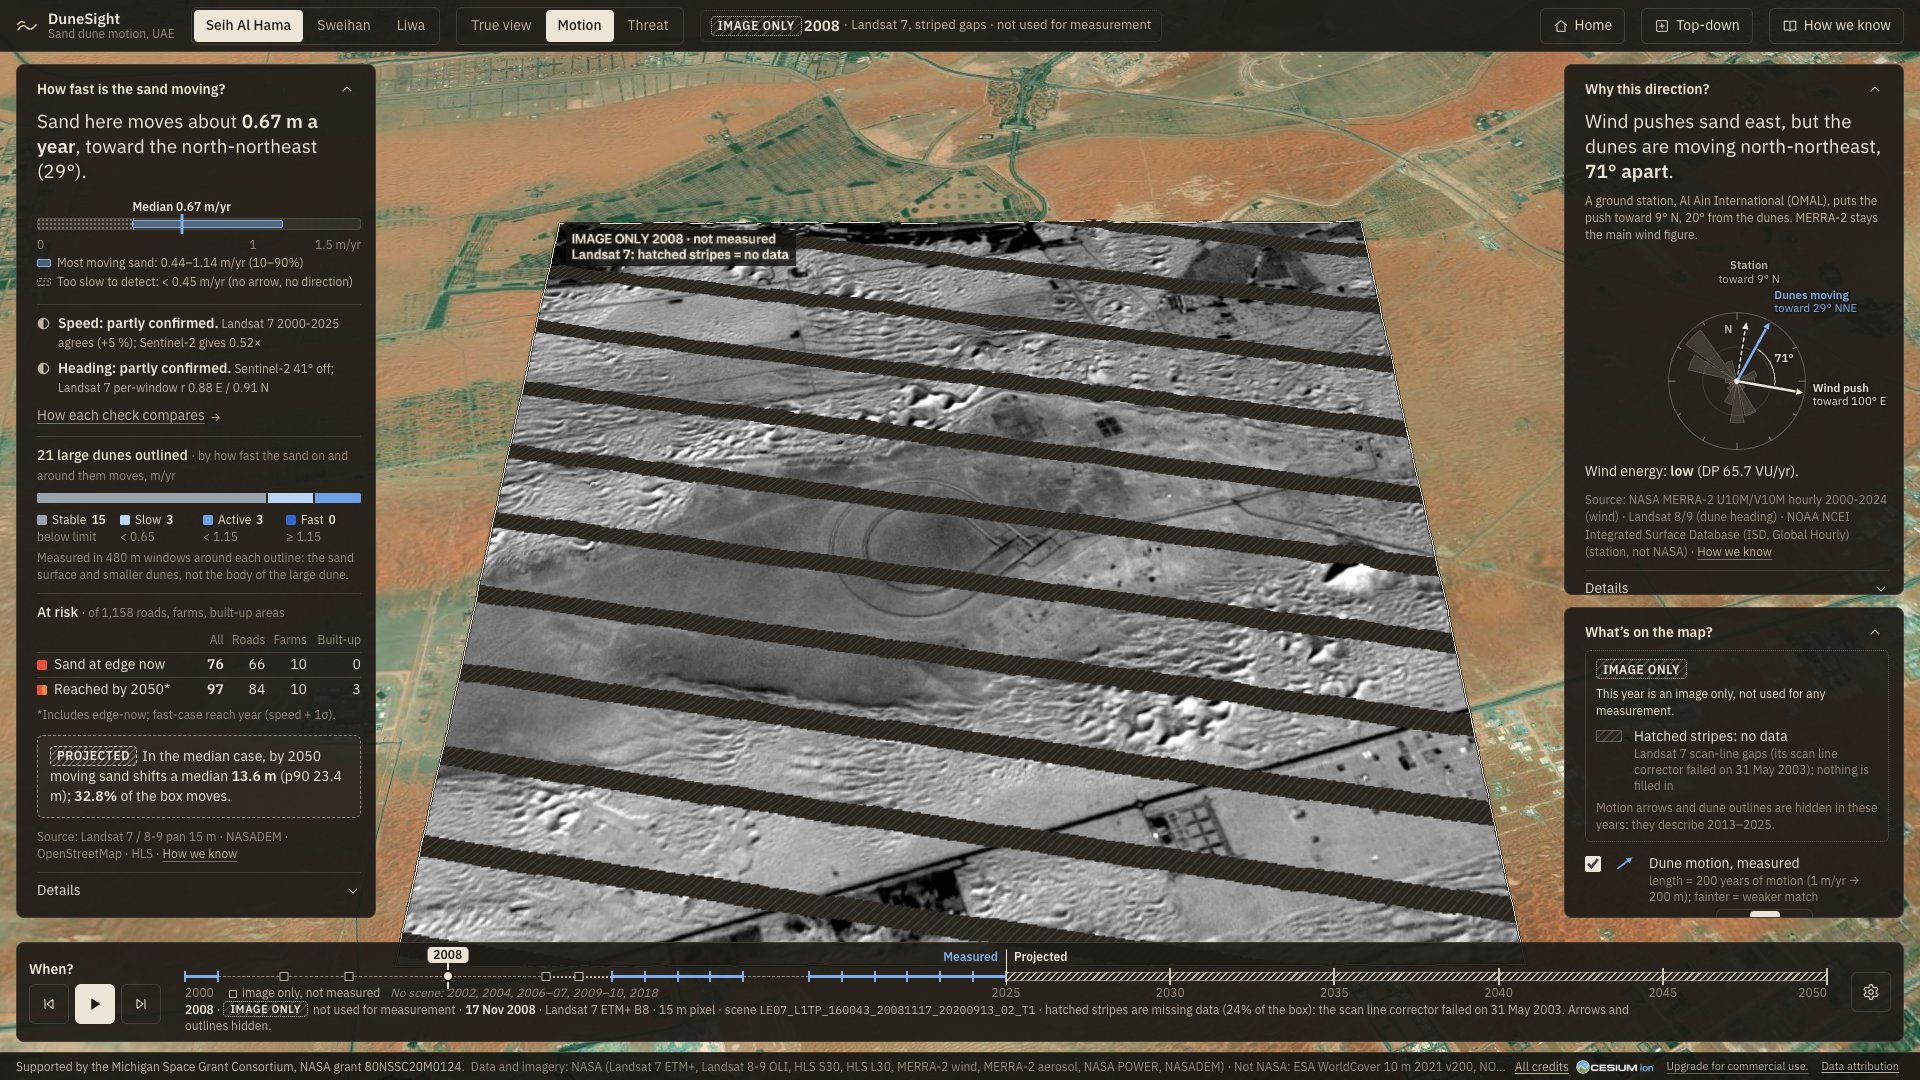 DuneSight
Sand dune motion, UAE
Seih Al Hama
Sweihan
Liwa
True view
Motion
Threat
IMAGE ONLY 2008 · Landsat 7, striped gaps · not used for measurement
Home
Top-down
How we know
How fast is the sand moving?
Sand here moves about 0.67 m a
year, toward the north-northeast
(29°).
Median 0.67 m/yr
0 1 1.5 m/yr
Most moving sand: 0.44–1.14 m/yr (10–90%)
Too slow to detect: < 0.45 m/yr (no arrow, no direction)
Speed: partly confirmed. Landsat 7 2000-2025
agrees (+5 %); Sentinel-2 gives 0.52×
Heading: partly confirmed. Sentinel-2 41° off;
Landsat 7 per-window r 0.88 E / 0.91 N
How each check compares →
21 large dunes outlined · by how fast the sand on and
around them moves, m/yr
Stable 15 Slow 3 Active 3 Fast 0
below limit < 0.65 < 1.15 ≥ 1.15
Measured in 480 m windows around each outline: the sand
surface and smaller dunes, not the body of the large dune.
At risk · of 1,158 roads, farms, built-up areas
All Roads Farms Built-up
Sand at edge now 76 66 10 0
Reached by 2050* 97 84 10 3
*Includes edge-now; fast-case reach year (speed + 1σ).
PROJECTED In the median case, by 2050
moving sand shifts a median 13.6 m (p90 23.4
m); 32.8% of the box moves.
Source: Landsat 7 / 8-9 pan 15 m · NASADEM ·
OpenStreetMap · HLS · How we know
Details
IMAGE ONLY 2008 · not measured
Landsat 7: hatched stripes = no data
Why this direction?
Wind pushes sand east, but the
dunes are moving north-northeast,
71° apart.
A ground station, Al Ain International (OMAL), puts the
push toward 9° N, 20° from the dunes. MERRA-2 stays
the main wind figure.
Station
toward 9° N
Dunes moving
toward 29° NNE
N
71°
Wind push
toward 100° E
Wind energy: low (DP 65.7 VU/yr).
Source: NASA MERRA-2 U10M/V10M hourly 2000-2024
(wind) · Landsat 8/9 (dune heading) · NOAA NCEI
Integrated Surface Database (ISD, Global Hourly)
(station, not NASA) · How we know
Details
What's on the map?
IMAGE ONLY
This year is an image only, not used for any
measurement.
Hatched stripes: no data
Landsat 7 scan-line gaps (its scan line
corrector failed on 31 May 2003); nothing is
filled in
Motion arrows and dune outlines are hidden in these
years: they describe 2013–2025.
Dune motion, measured
length = 200 years of motion (1 m/yr →
200 m); fainter = weaker match
When?
2008
Measured
Projected
2000
image only, not measured No scene: 2002, 2004, 2006–07, 2009–10, 2018
2025 2030 2035 2040 2045 2050
2008 · IMAGE ONLY not used for measurement · 17 Nov 2008 · Landsat 7 ETM+ B8 · 15 m pixel · scene LE07_L1TP_160043_20081117_20200913_02_T1 · hatched stripes are missing data (24% of the box): the scan line corrector failed on 31 May 2003. Arrows and
outlines hidden.
Supported by the Michigan Space Grant Consortium, NASA grant 80NSSC20M0124. Data and imagery: NASA (Landsat 7 ETM+, Landsat 8-9 OLI, HLS S30, HLS L30, MERRA-2 wind, MERRA-2 aerosol, NASA POWER, NASADEM) · Not NASA: ESA WorldCover 10 m 2021 v200, NO... All credits CESIUM ion Upgrade for commercial use. Data attribution